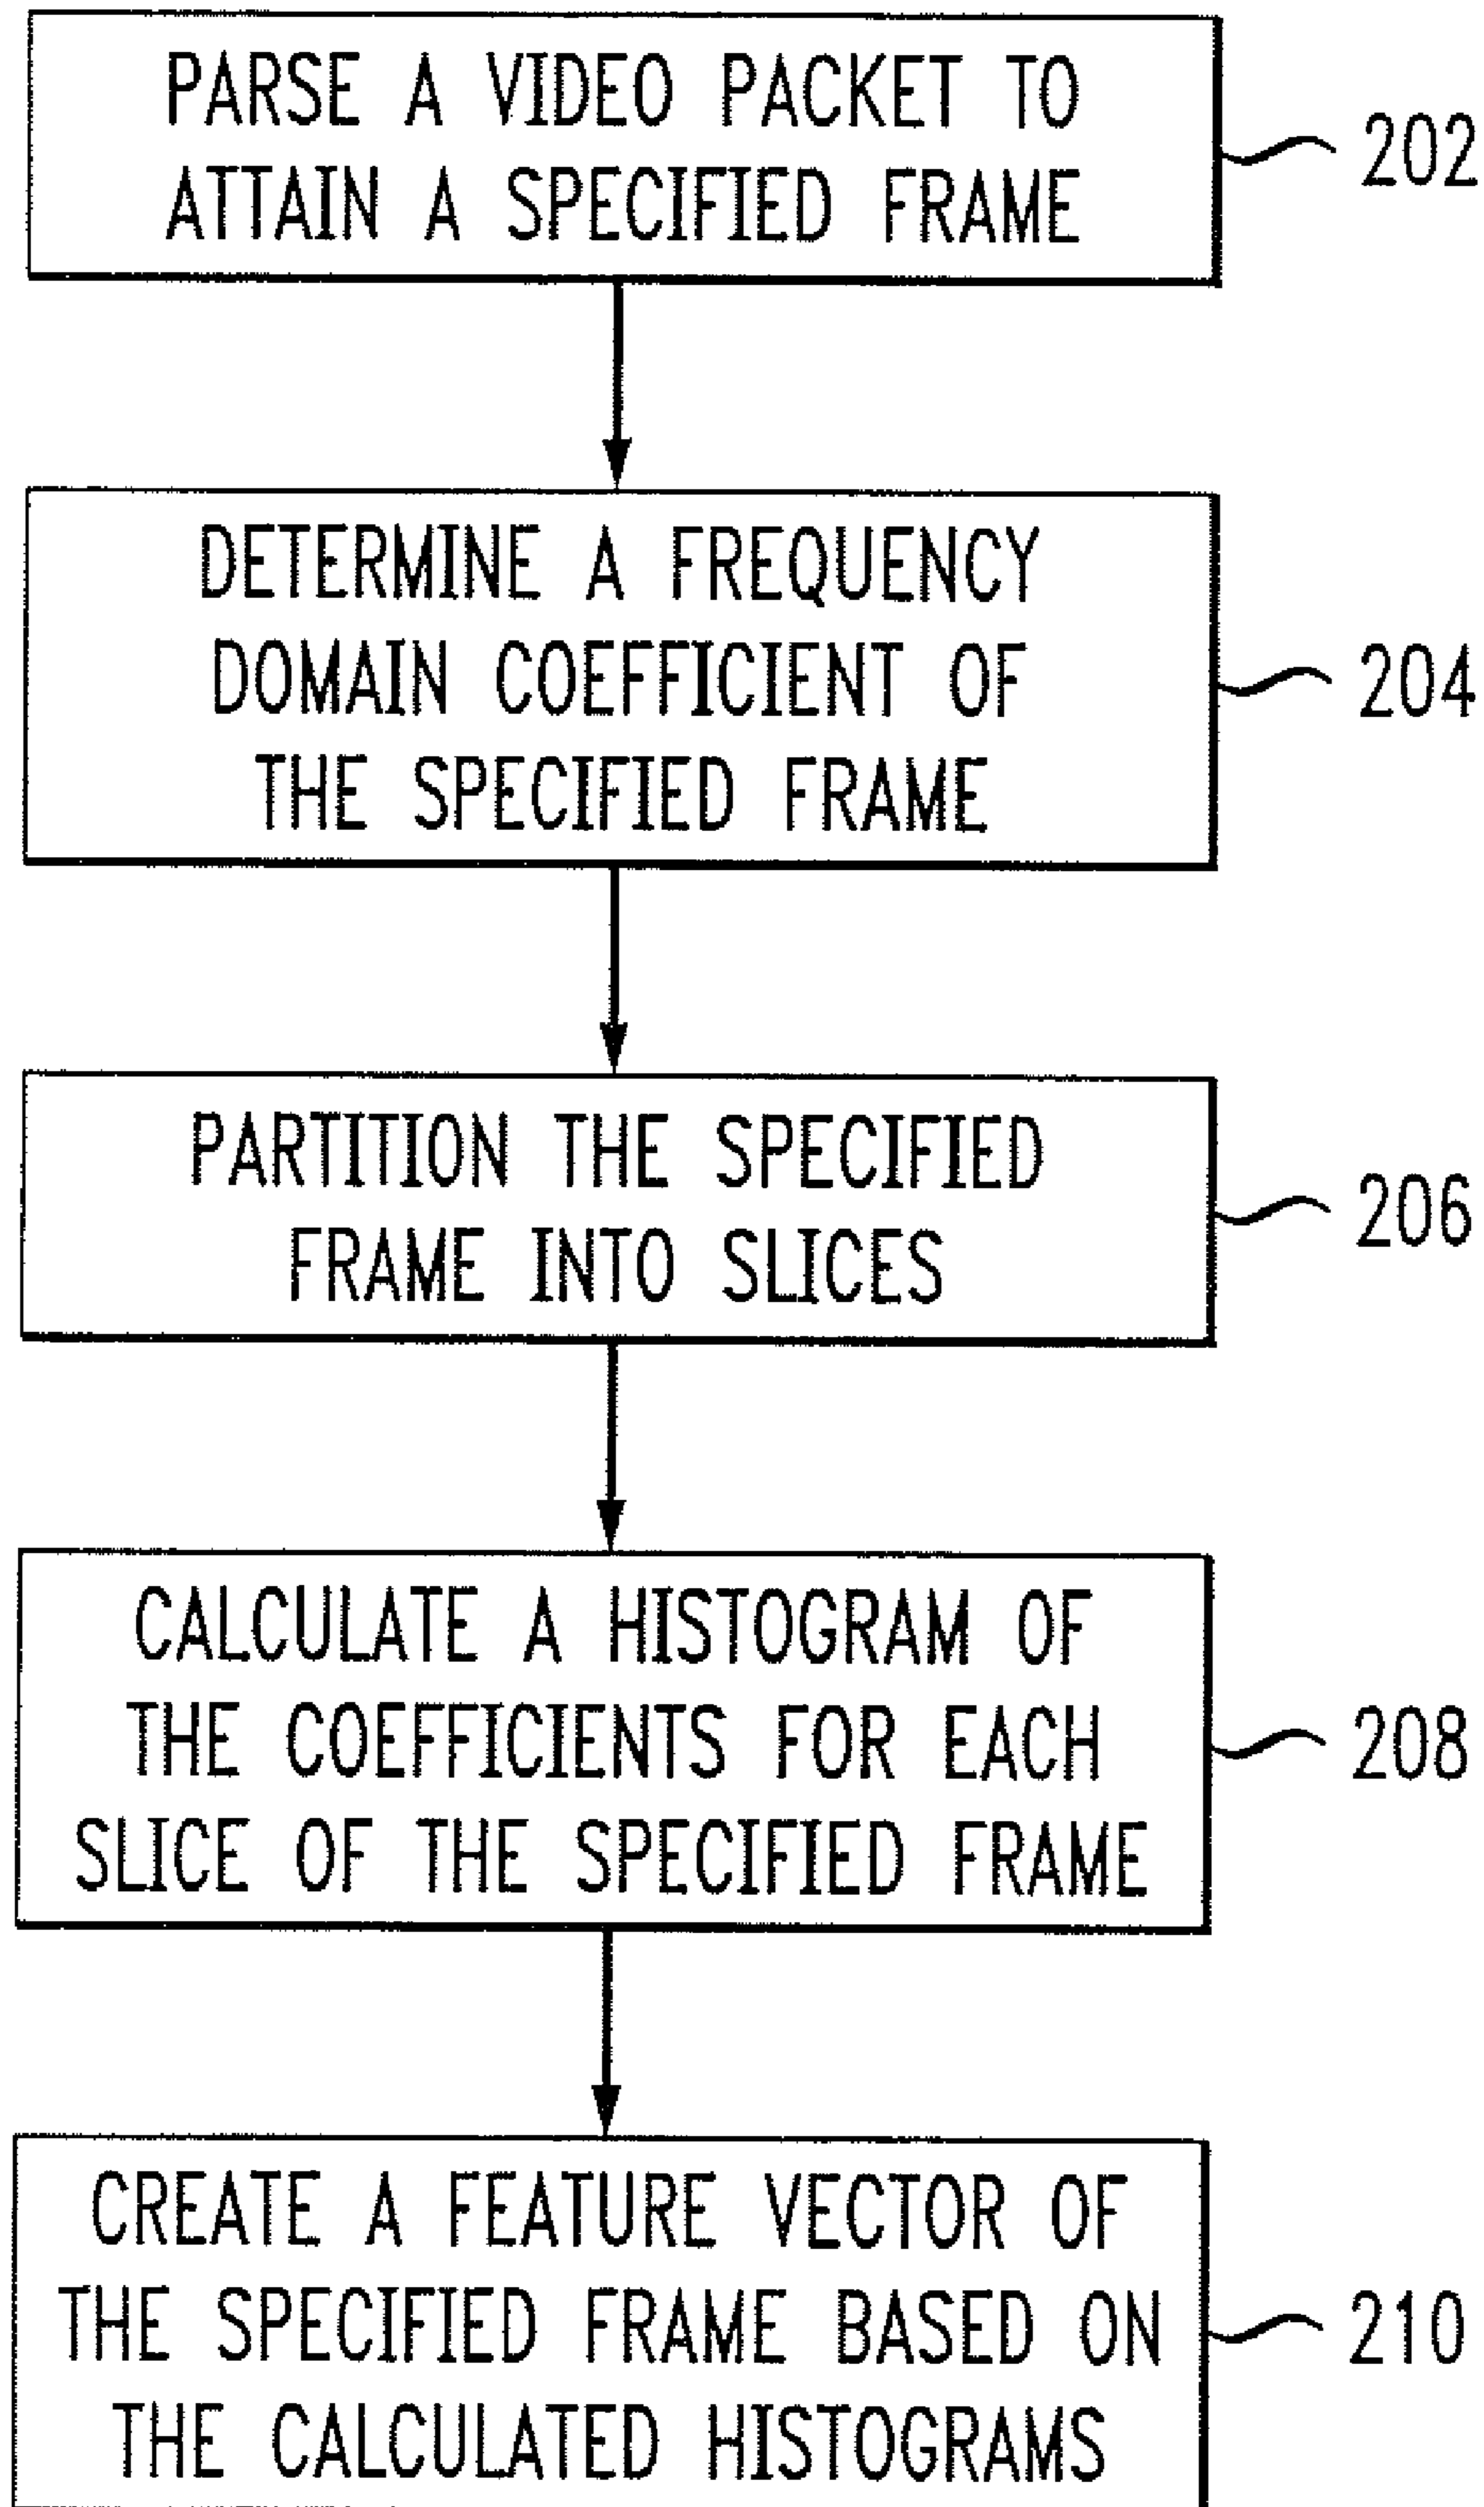 PARSE A VIDEO PACKET TO
ATTAIN A SPECIFIED FRAME
202
DETERMINE A FREQUENCY
DOMAIN COEFFICIENT OF
THE SPECIFIED FRAME
204
PARTITION THE SPECIFIED
FRAME INTO SLICES
206
CALCULATE A HISTOGRAM OF
THE COEFFICIENTS FOR EACH
SLICE OF THE SPECIFIED FRAME
208
CREATE A FEATURE VECTOR OF
THE SPECIFIED FRAME BASED ON
THE CALCULATED HISTOGRAMS
210